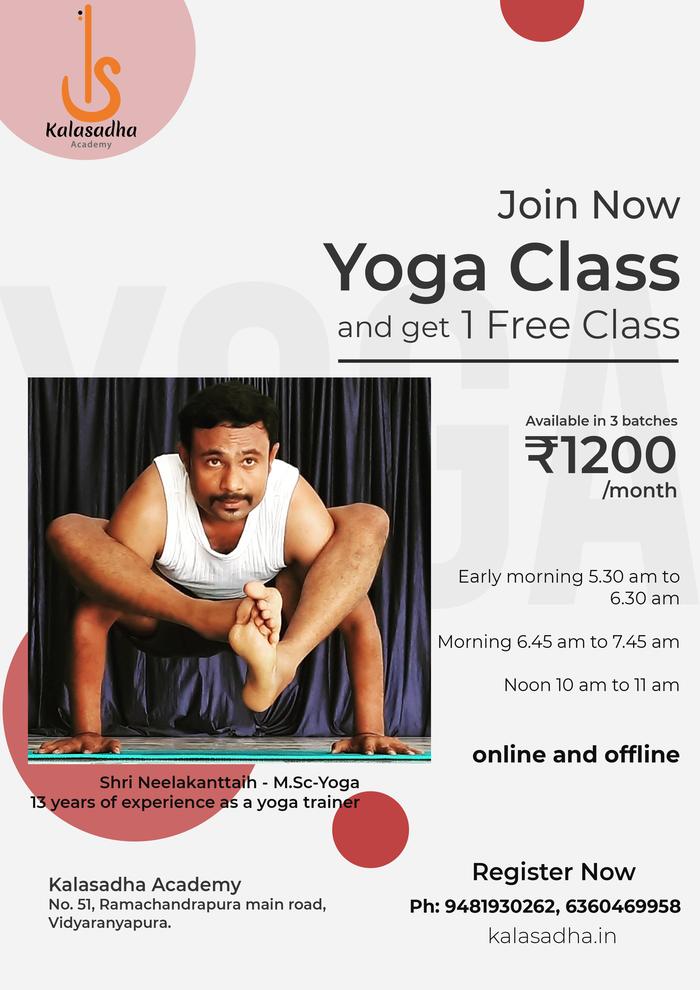 Kalasadha
Academy
Join Now
Yoga Class
and get 1 Free Class
YOGA
Available in 3 batches
₹1200
/month
Early morning 5.30 am to
6.30 am
Morning 6.45 am to 7.45 am
Noon 10 am to 11 am
online and offline
Shri Neelakanttaih - M.Sc-Yoga
13 years of experience as a yoga trainer
Kalasadha Academy
No. 51, Ramachandrapura main road,
Vidyaranyapura.
Register Now
Ph: 9481930262, 6360469958
kalasadha.in